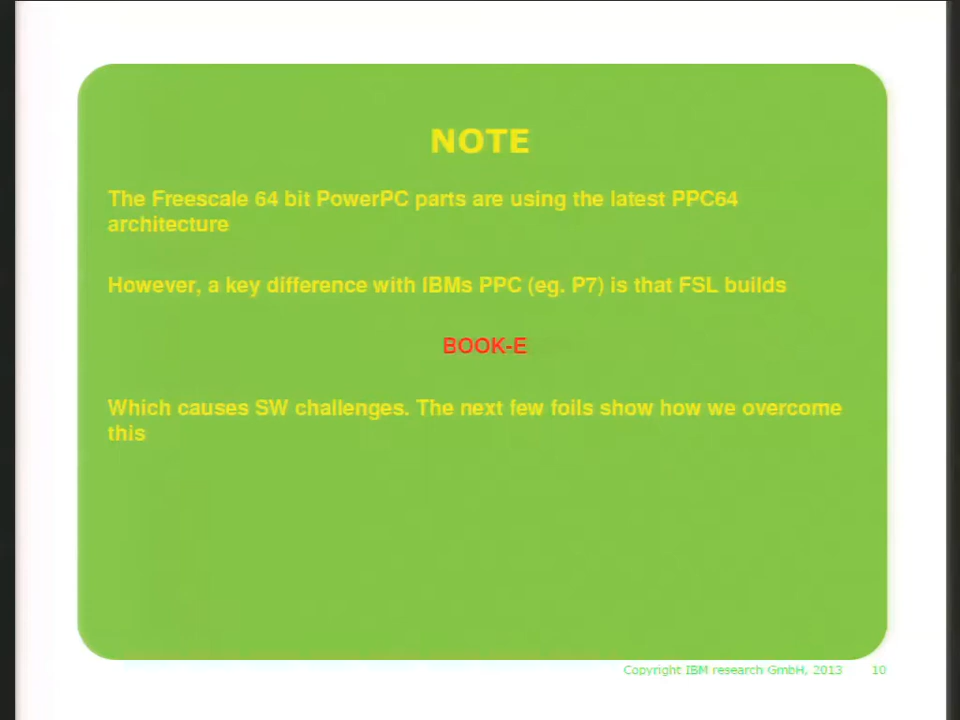 NOTE
The Freescale 64 bit PowerPC parts are using the latest PPC64
architecture
However, a key difference with IBMs PPC (eg. P7) is that FSL builds
BOOK-E
Which causes SW challenges. The next few foils show how we overcome
this
Copyright IBM research GmbH, 2013 10